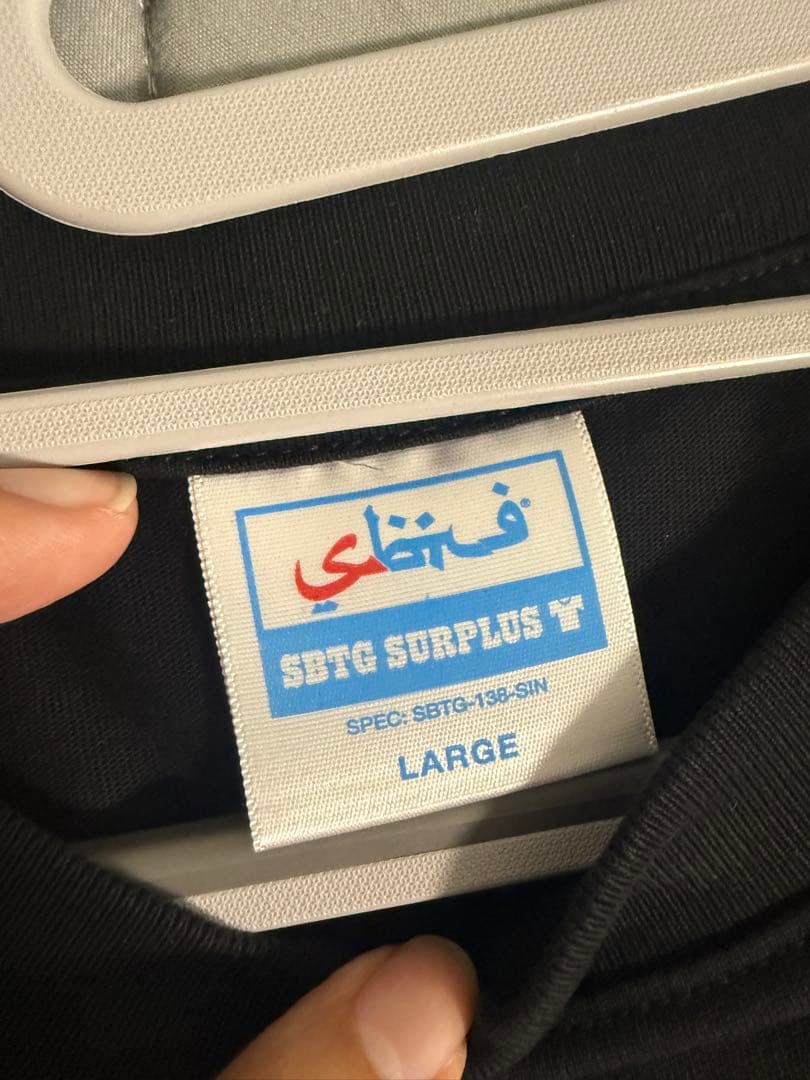 SBTG SURPLUS
SPEC: SBTG-138-SIN
LARGE